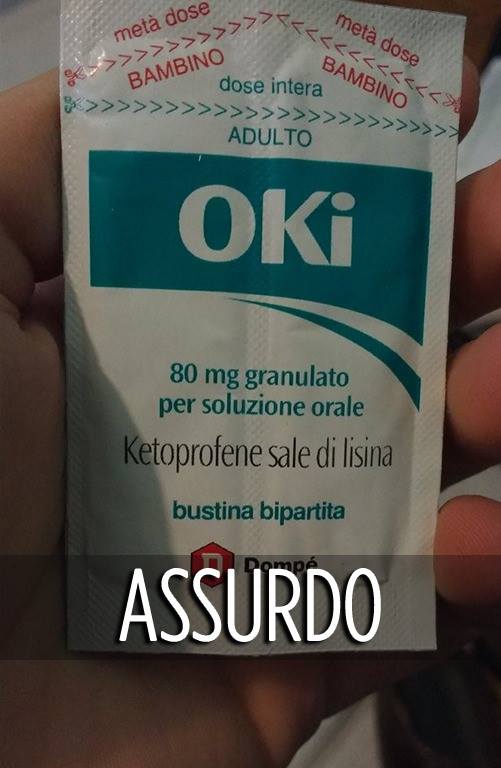 metà dose
metà dose
BAMBINO
BAMBINO
dose intera
ADULTO
OKi
80 mg granulato
per soluzione orale
Ketoprofene sale di lisina
bustina bipartita
D Dompé
ASSURDO